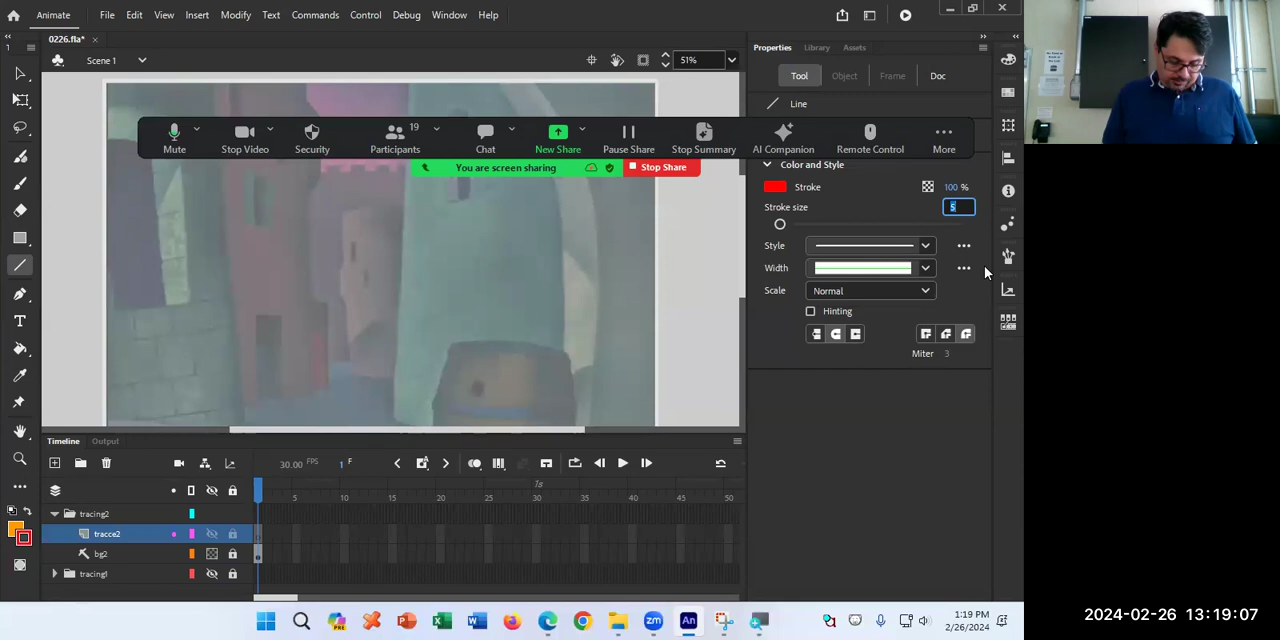 Animate File Edit View Insert Modify Text Commands Control Debug Window Help
0226.fla*
Scene 1 51%
Properties Library Assets
Tool Object Frame Doc
Line
19
Mute Stop Video Security Participants Chat New Share Pause Share Stop Summary AI Companion Remote Control More
You are screen sharing Stop Share
Color and Style
Stroke 100 %
Stroke size 5
Style
Width
Scale Normal
Hinting
Miter 3
Timeline Output
30.00 FPS 1 F
1s
5 10 15 20 25 30 35 40 45 50
tracing2
tracce2
bg2
tracing1
1:19 PM
2/26/2024
2024-02-26 13:19:07